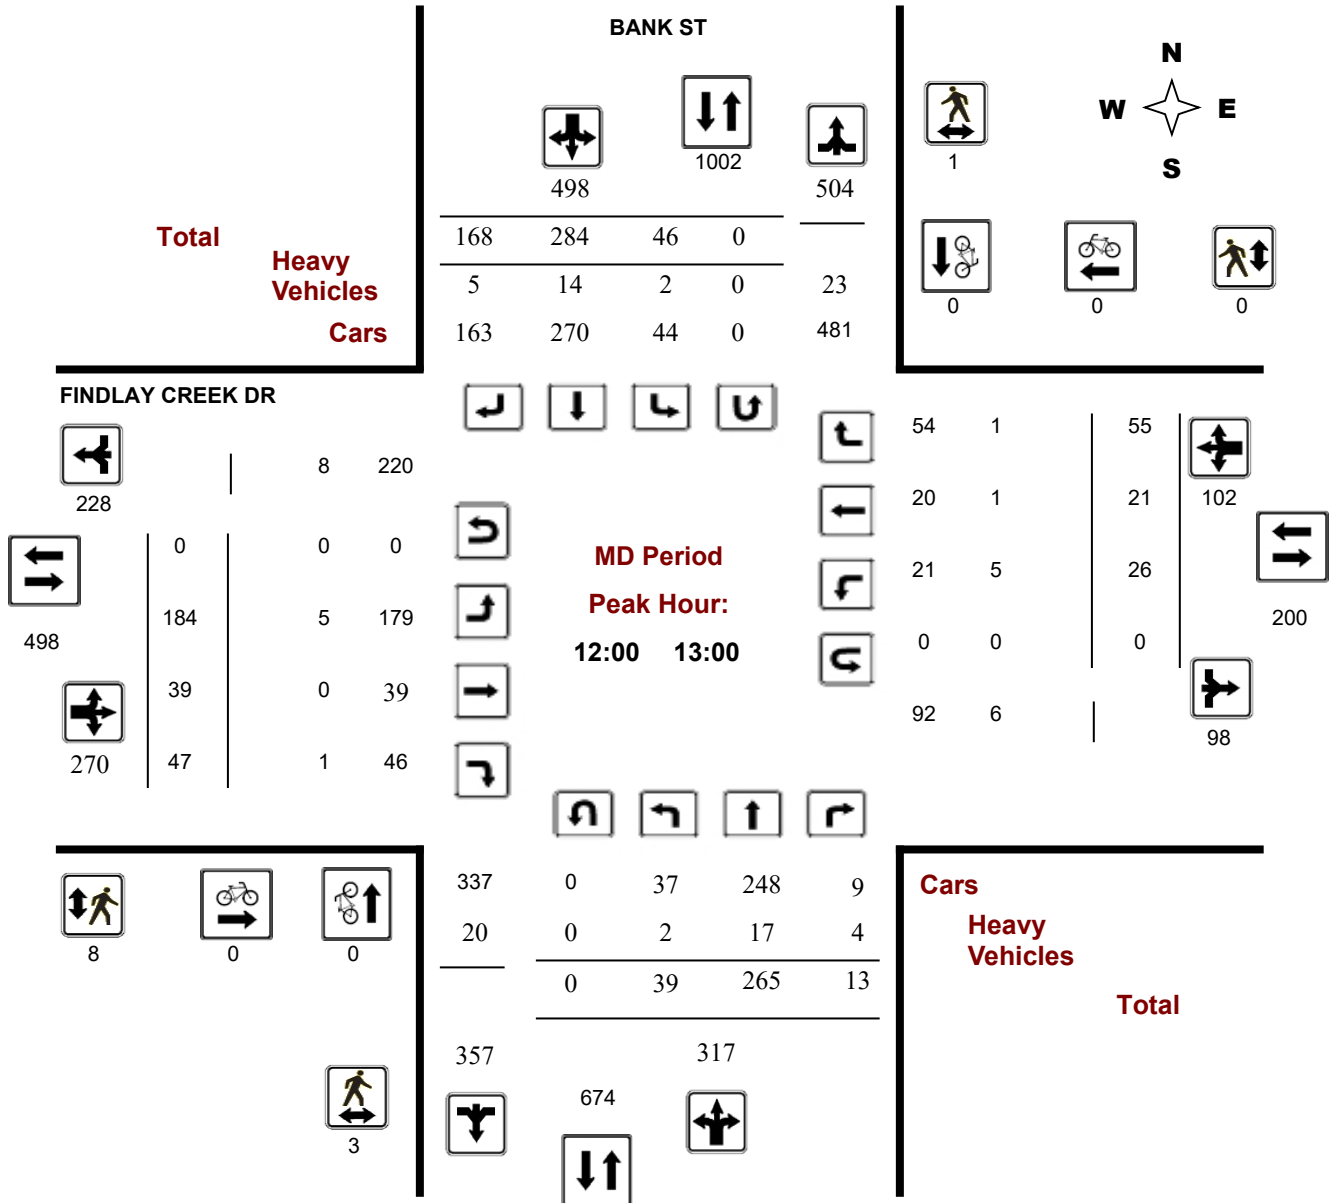 BANK ST
N
W E
S
1002
1
498
504
Total
168 284 46 0
Heavy
Vehicles
5 14 2 0 23
0 0 0
Cars
163 270 44 0 481
FINDLAY CREEK DR
54 1 55
8 220
228
20 1 21
102
0 0 0
MD Period
21 5 26
Peak Hour:
184 5 179
200
498
12:00 13:00
0 0 0
39 0 39
92 6
98
270
47 1 46
337 0 37 248 9
Cars
20 0 2 17 4
Heavy
Vehicles
8 0 0
0 39 265 13
Total
357
317
674
3